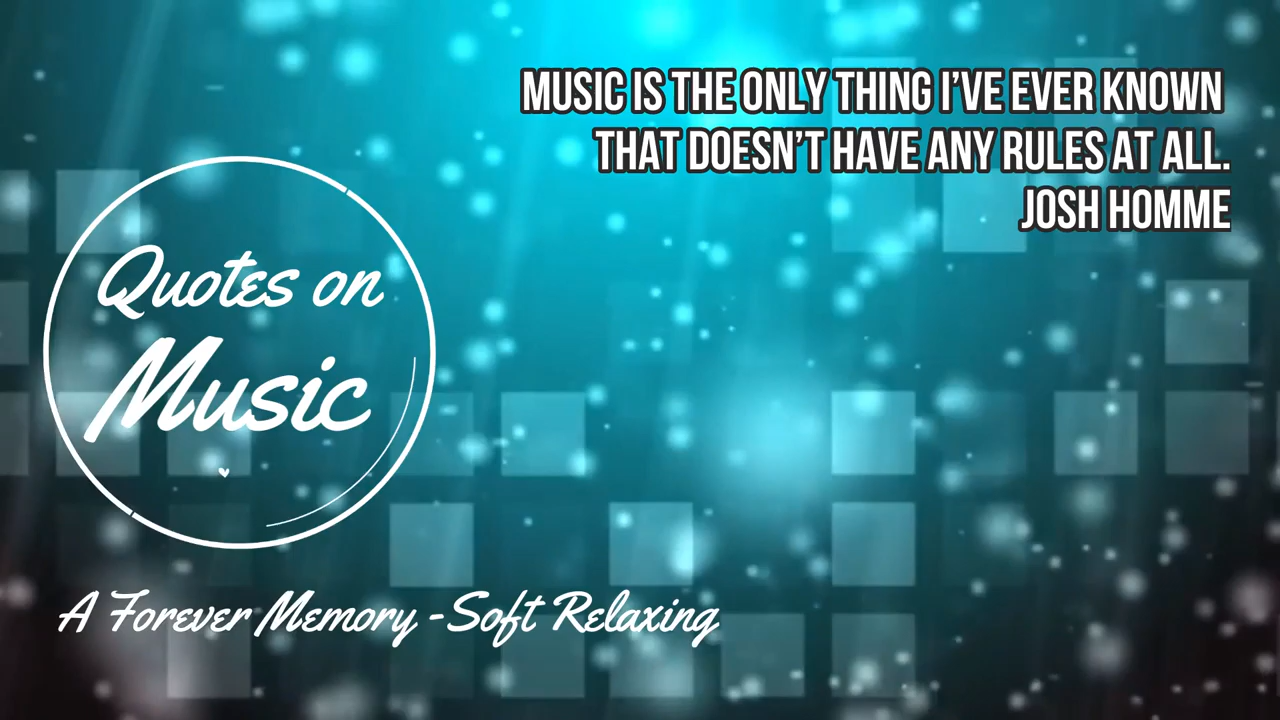 MUSIC IS THE ONLY THING I'VE EVER KNOWN
THAT DOESN'T HAVE ANY RULES AT ALL.
JOSH HOMME
Quotes on
Music
A Forever Memory -Soft Relaxing